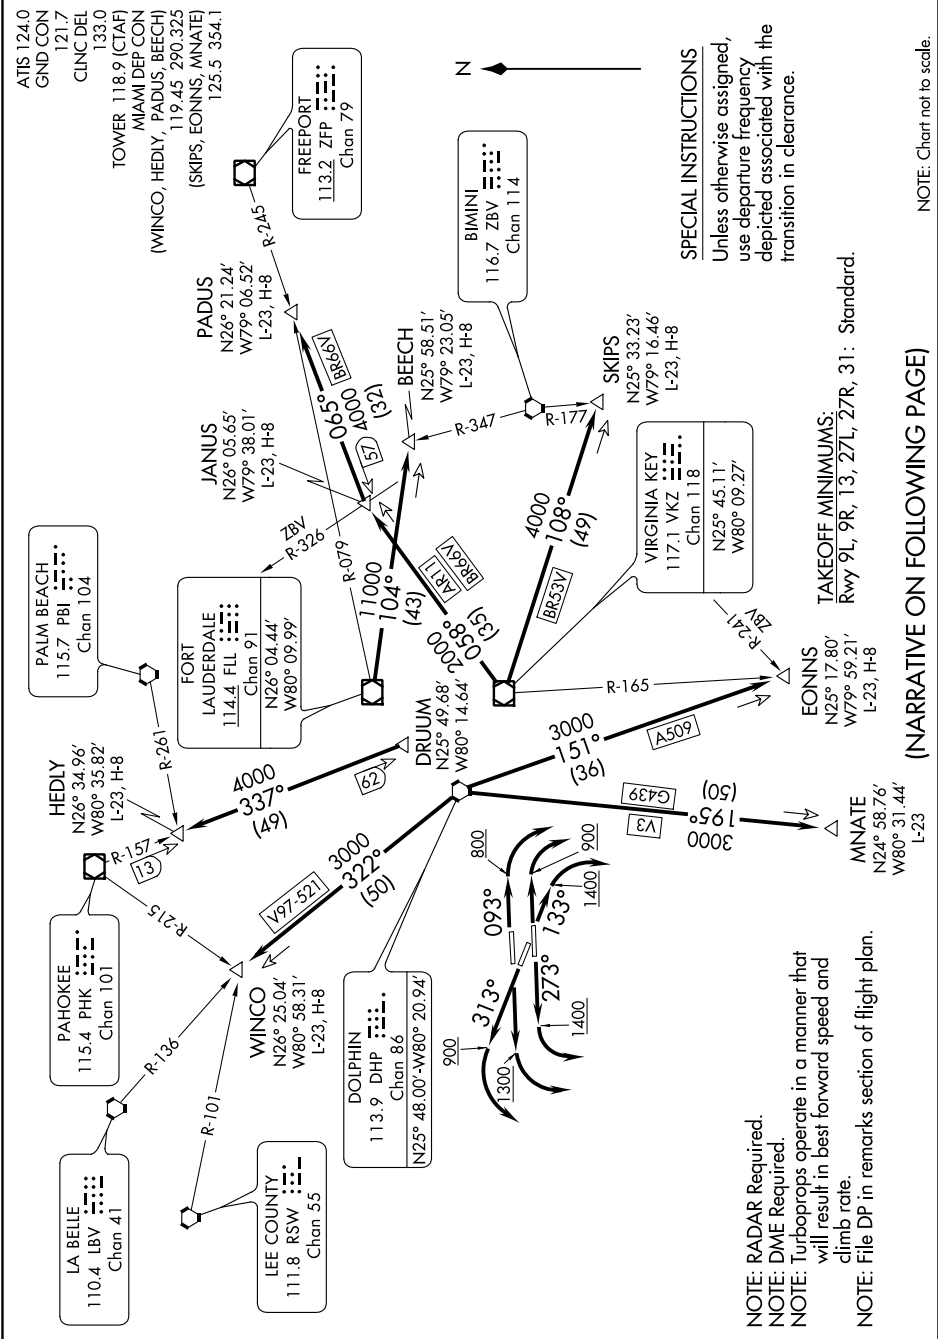 ATIS 124.0
GND CON
121.7
CLNC DEL
133.0
TOWER 118.9 (CTAF)
MIAMI DEP CON
(WINCO, HEDLY, PADUS, BEECH)
119.45 290.325
(SKIPS, EONNS, MNATE)
125.5 354.1
FREEPORT
113.2 ZFP
Chan 79
R-245
PADUS
N26° 21.24′
W79° 06.52′
L-23, H-8
JANUS
N26° 05.65′
W79° 38.01′
L-23, H-8
065°
4000
(32)
BR66V
57
BEECH
N25° 58.51′
W79° 23.05′
L-23, H-8
BIMINI
116.7 ZBV
Chan 114
R-347
R-177
SKIPS
N25° 33.23′
W79° 16.46′
L-23, H-8
N
SPECIAL INSTRUCTIONS
Unless otherwise assigned,
use departure frequency
depicted associated with the
transition in clearance.
PALM BEACH
115.7 PBI
Chan 104
R-261
HEDLY
N26° 34.96′
W80° 35.82′
L-23, H-8
FORT
LAUDERDALE
114.4 FLL
Chan 91
N26° 04.44′
W80° 09.99′
ZBV
R-326
R-079
11000
104°
(43)
AR11
BR66V
2000
058°
(35)
4000
108°
(49)
BR53V
VIRGINIA KEY
117.1 VKZ
Chan 118
N25° 45.11′
W80° 09.27′
4000
337°
(49)
62
DRUUM
N25° 49.68′
W80° 14.64′
R-165
R-241
ZBV
3000
151°
(36)
A509
EONNS
N25° 17.80′
W79° 59.21′
L-23, H-8
PAHOKEE
115.4 PHK
Chan 101
R-157
13
R-215
LA BELLE
110.4 LBV
Chan 41
R-136
LEE COUNTY
111.8 RSW
Chan 55
R-101
WINCO
N26° 25.04′
W80° 58.31′
L-23, H-8
V97-521
3000
322°
(50)
DOLPHIN
113.9 DHP
Chan 86
N25° 48.00′-W80° 20.94′
G439
V3
195°
3000
(50)
MNATE
N24° 58.76′
W80° 31.44′
L-23
800
093°
900
133°
1400
900
313°
1300
273°
1400
TAKEOFF MINIMUMS:
Rwy 9L, 9R, 13, 27L, 27R, 31: Standard.
NOTE: RADAR Required.
NOTE: DME Required.
NOTE: Turboprops operate in a manner that
will result in best forward speed and
climb rate.
NOTE: File DP in remarks section of flight plan.
(NARRATIVE ON FOLLOWING PAGE)
NOTE: Chart not to scale.